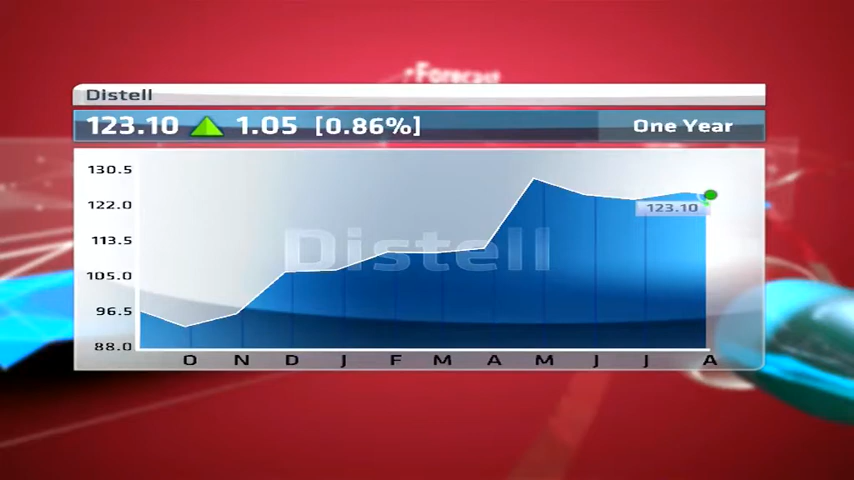 •Forecast
Distell
123.10 1.05 [0.86%] One Year
130.5
122.0
113.5
105.0
96.5
88.0
Distell
123.10
O N D J F M A M J J A